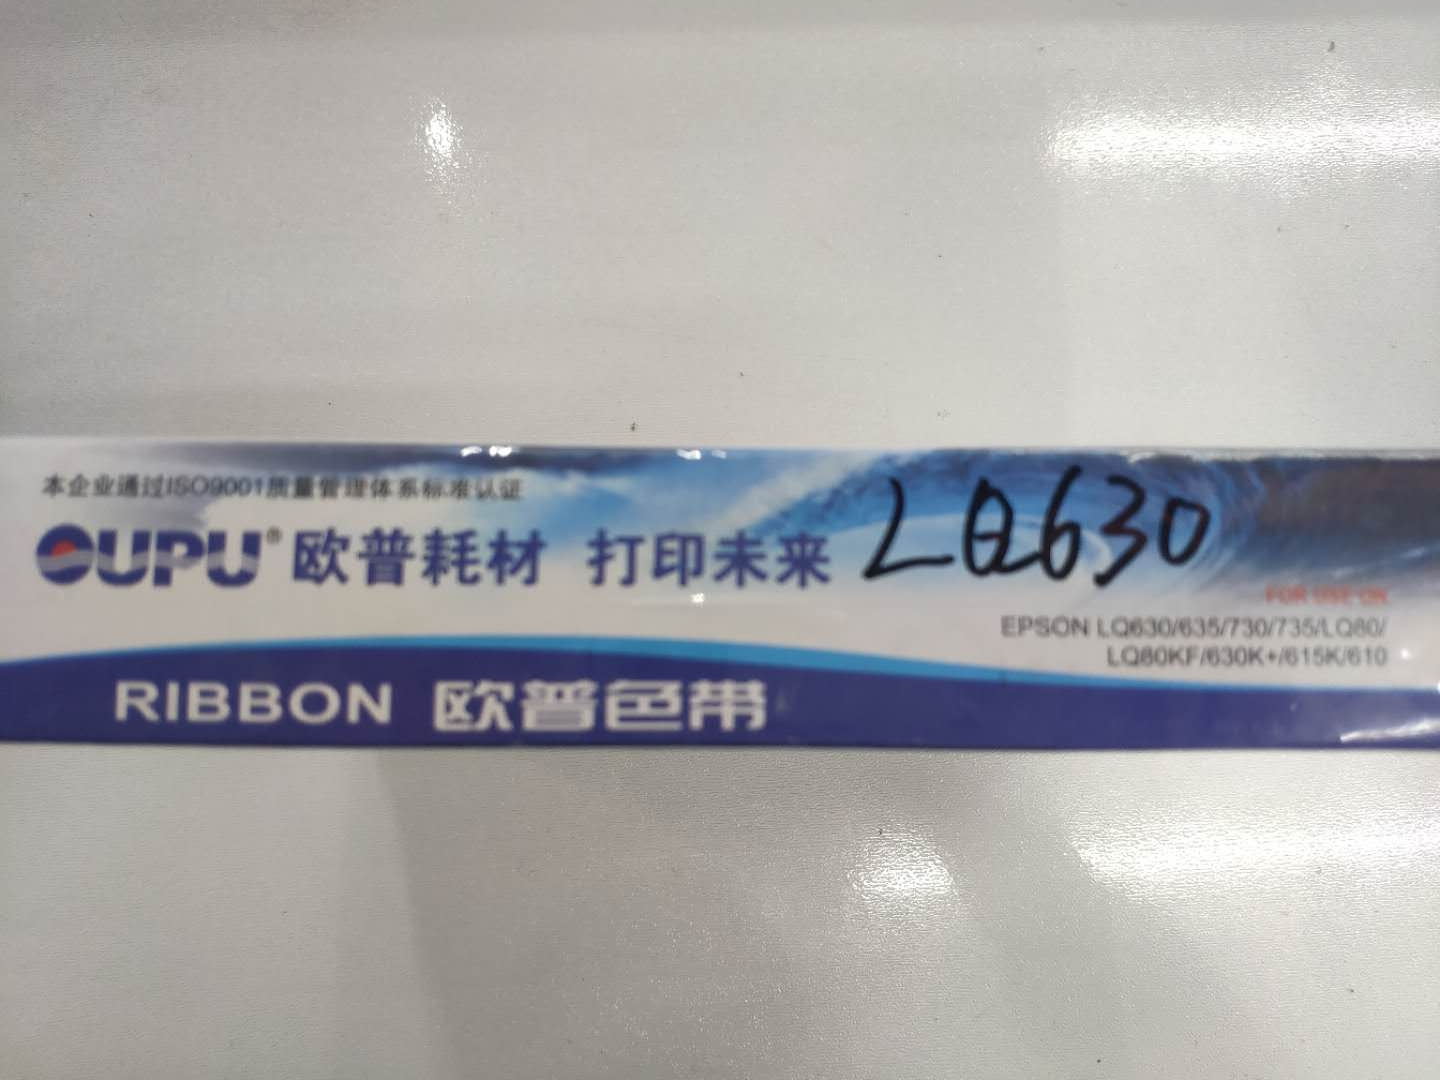 本企业通过ISO9001质量管理体系标准认证
OUPU® 欧普耗材 打印未来
LQ630
FOR USE ON
EPSON LQ630/635/730/735/LQ80/
LQ80KF/630K+/615K/610
RIBBON 欧普色带